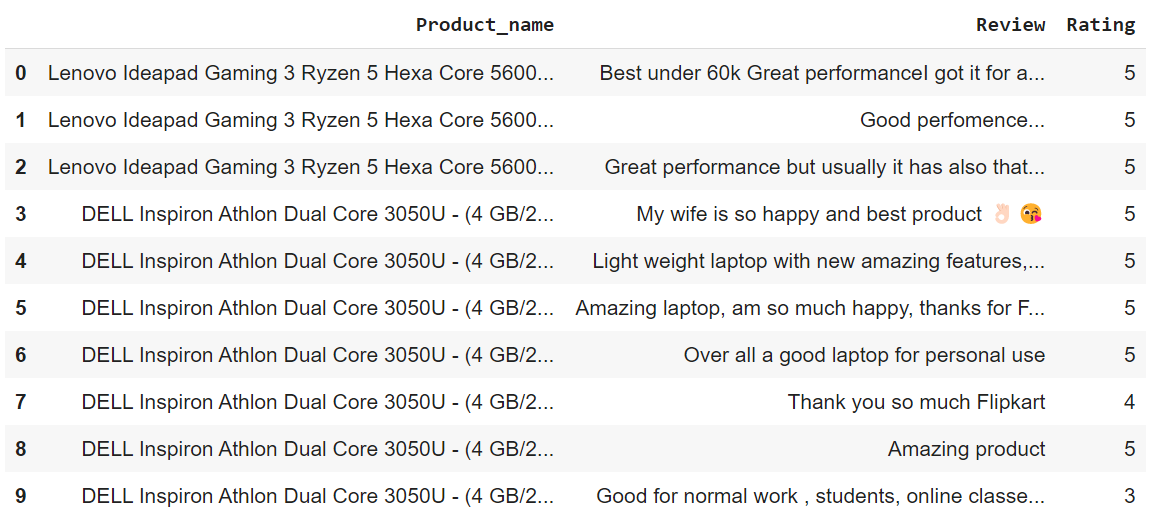 Product_name Review Rating
0 Lenovo Ideapad Gaming 3 Ryzen 5 Hexa Core 5600... Best under 60k Great performanceI got it for a... 5
1 Lenovo Ideapad Gaming 3 Ryzen 5 Hexa Core 5600... Good perfomence... 5
2 Lenovo Ideapad Gaming 3 Ryzen 5 Hexa Core 5600... Great performance but usually it has also that... 5
3 DELL Inspiron Athlon Dual Core 3050U - (4 GB/2... My wife is so happy and best product 👌🏻 😘 5
4 DELL Inspiron Athlon Dual Core 3050U - (4 GB/2... Light weight laptop with new amazing features,... 5
5 DELL Inspiron Athlon Dual Core 3050U - (4 GB/2... Amazing laptop, am so much happy, thanks for F... 5
6 DELL Inspiron Athlon Dual Core 3050U - (4 GB/2... Over all a good laptop for personal use 5
7 DELL Inspiron Athlon Dual Core 3050U - (4 GB/2... Thank you so much Flipkart 4
8 DELL Inspiron Athlon Dual Core 3050U - (4 GB/2... Amazing product 5
9 DELL Inspiron Athlon Dual Core 3050U - (4 GB/2... Good for normal work , students, online classe... 3